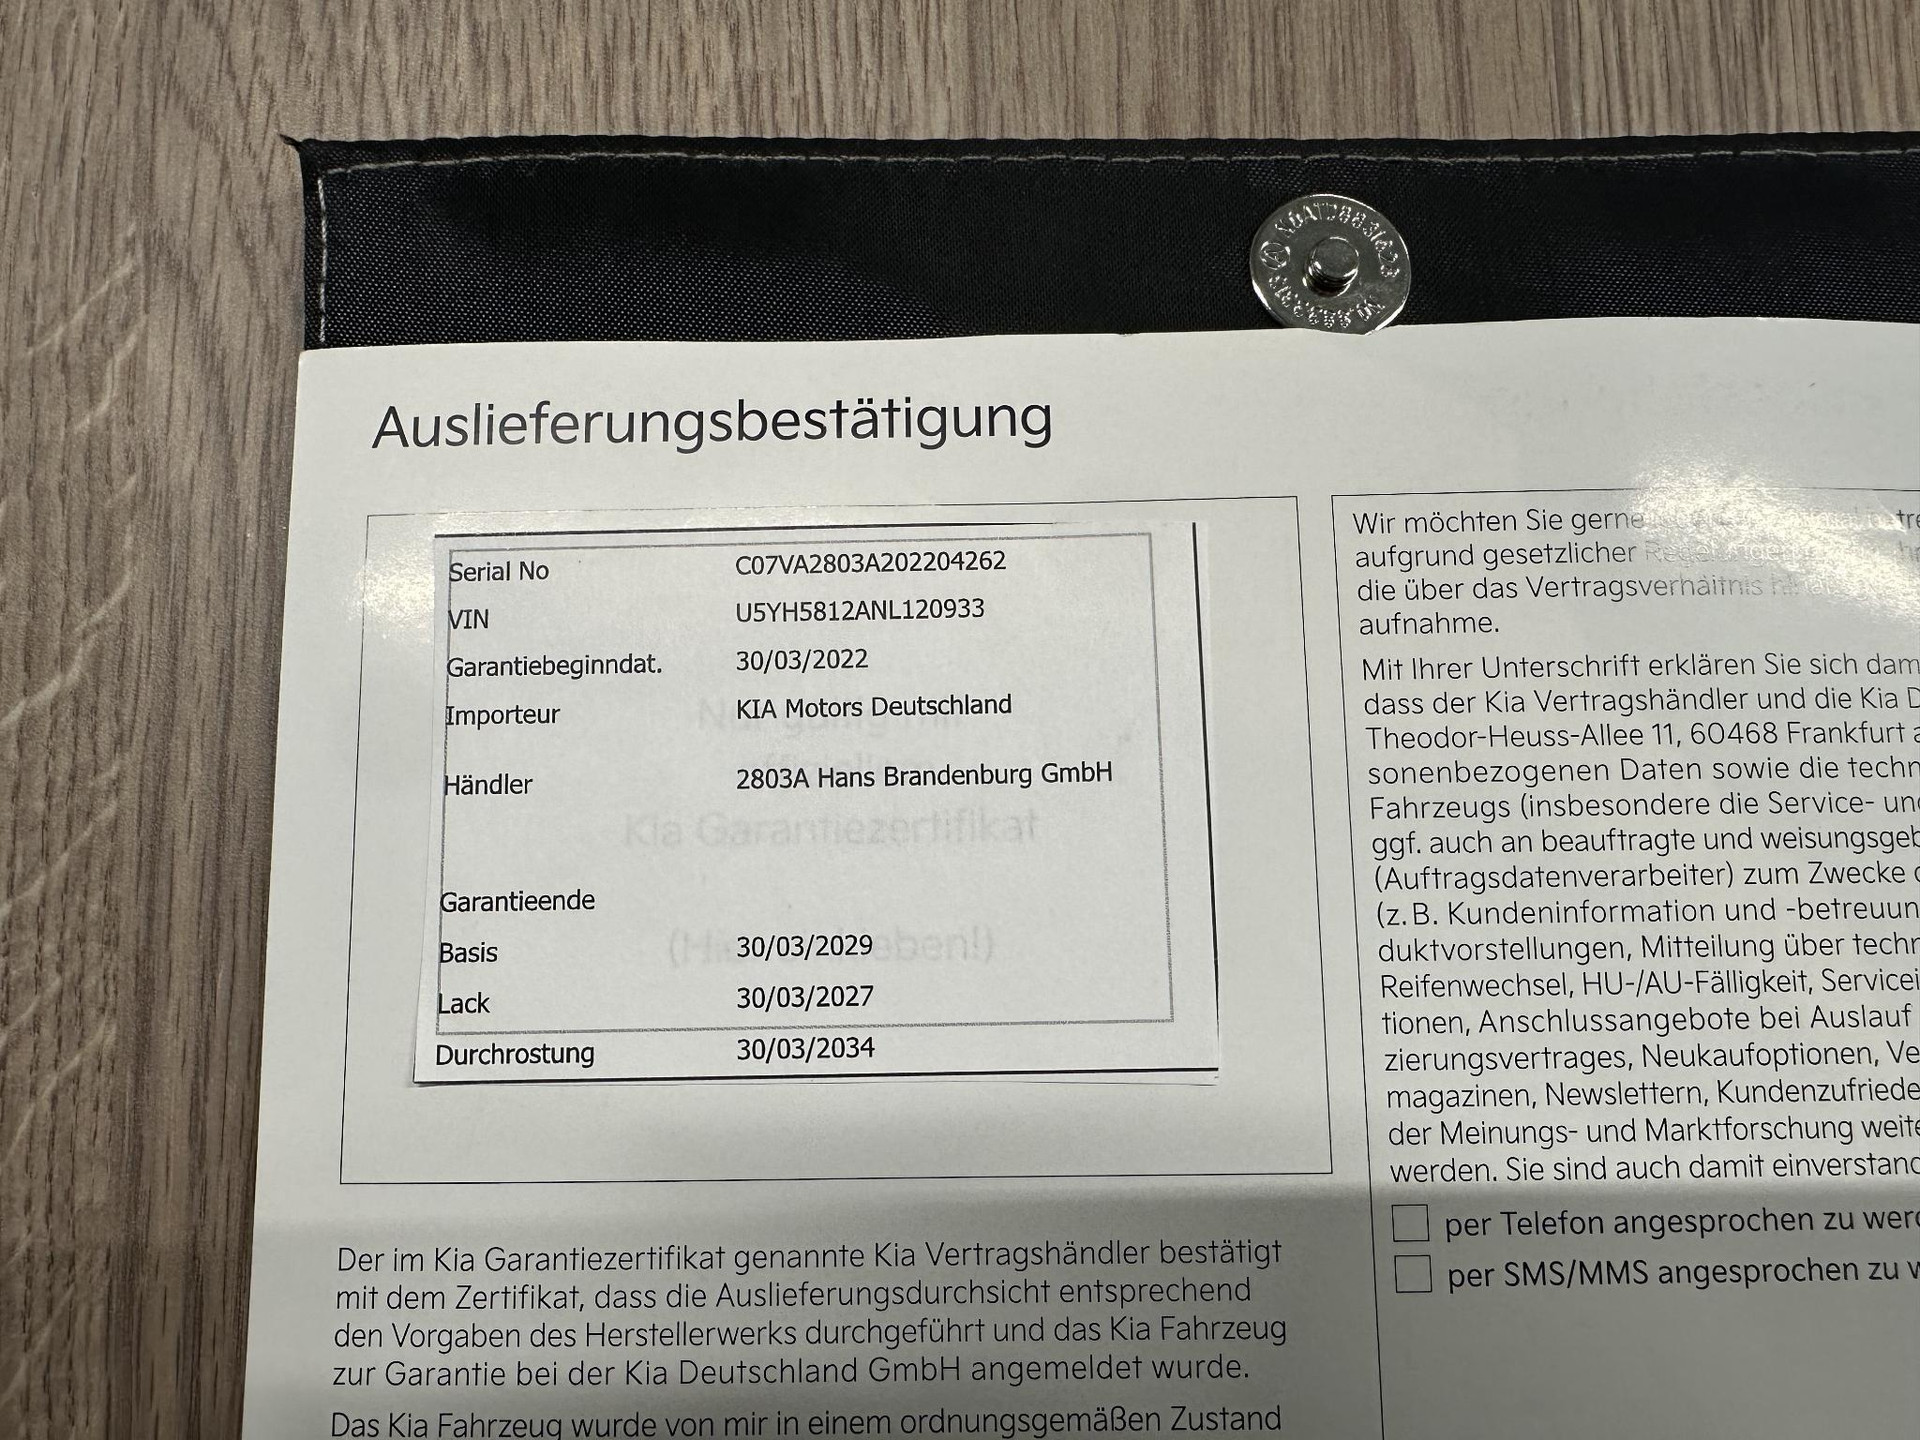 Auslieferungsbestätigung
Serial No C07VA2803A202204262
VIN U5YH5812ANL120933
Garantiebeginndat. 30/03/2022
Importeur KIA Motors Deutschland
Händler 2803A Hans Brandenburg GmbH
Kia Garantiezertifikat
Garantieende
Basis 30/03/2029
Lack 30/03/2027
Durchrostung 30/03/2034
Der im Kia Garantiezertifikat genannte Kia Vertragshändler bestätigt
mit dem Zertifikat, dass die Auslieferungsdurchsicht entsprechend
den Vorgaben des Herstellerwerks durchgeführt und das Kia Fahrzeug
zur Garantie bei der Kia Deutschland GmbH angemeldet wurde.
Das Kia Fahrzeug wurde von mir in einem ordnungsgemäßen Zustand
Wir möchten Sie gerne
aufgrund gesetzlicher
die über das Vertragsverhältnis
aufnahme.
Mit Ihrer Unterschrift erklären Sie sich dam
dass der Kia Vertragshändler und die Kia D
Theodor-Heuss-Allee 11, 60468 Frankfurt a
sonenbezogenen Daten sowie die techn
Fahrzeugs (insbesondere die Service- und
ggf. auch an beauftragte und weisungsgeb
(Auftragsdatenverarbeiter) zum Zwecke
(z. B. Kundeninformation und -betreuun
duktvorstellungen, Mitteilung über techn
Reifenwechsel, HU-/AU-Fälligkeit, Servicei
tionen, Anschlussangebote bei Auslauf
zierungsvertrages, Neukaufoptionen, Ve
magazinen, Newslettern, Kundenzufriede
der Meinungs- und Marktforschung weite
werden. Sie sind auch damit einverstand
per Telefon angesprochen zu werd
per SMS/MMS angesprochen zu w